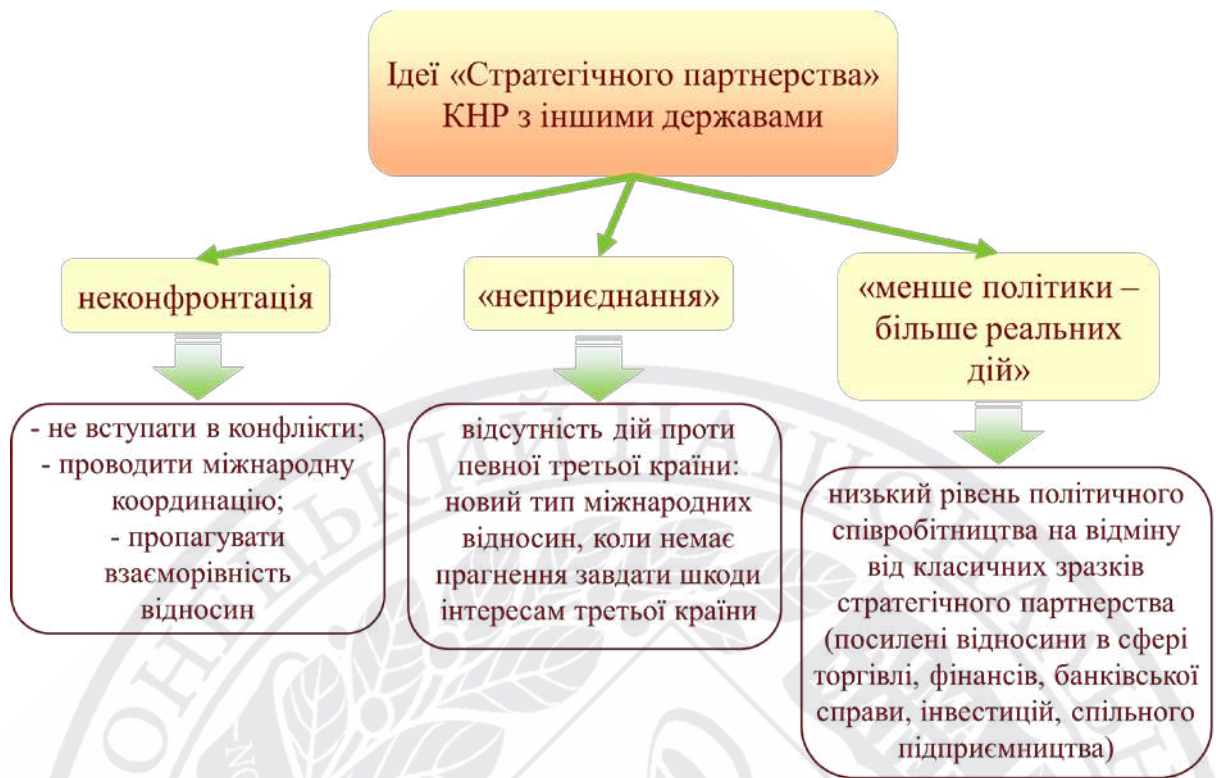 Ідеї «Стратегічного партнерства»
КНР з іншими державами
неконфронтація
«неприєднання»
«менше політики –
більше реальних
дій»
- не вступати в конфлікти;
- проводити міжнародну
координацію;
- пропагувати
взаєморівність
відносин
відсутність дій проти
певної третьої країни:
новий тип міжнародних
відносин, коли немає
прагнення завдати шкоди
інтересам третьої країни
низький рівень політичного
співробітництва на відміну
від класичних зразків
стратегічного партнерства
(посилені відносини в сфері
торгівлі, фінансів, банківської
справи, інвестицій, спільного
підприємництва)